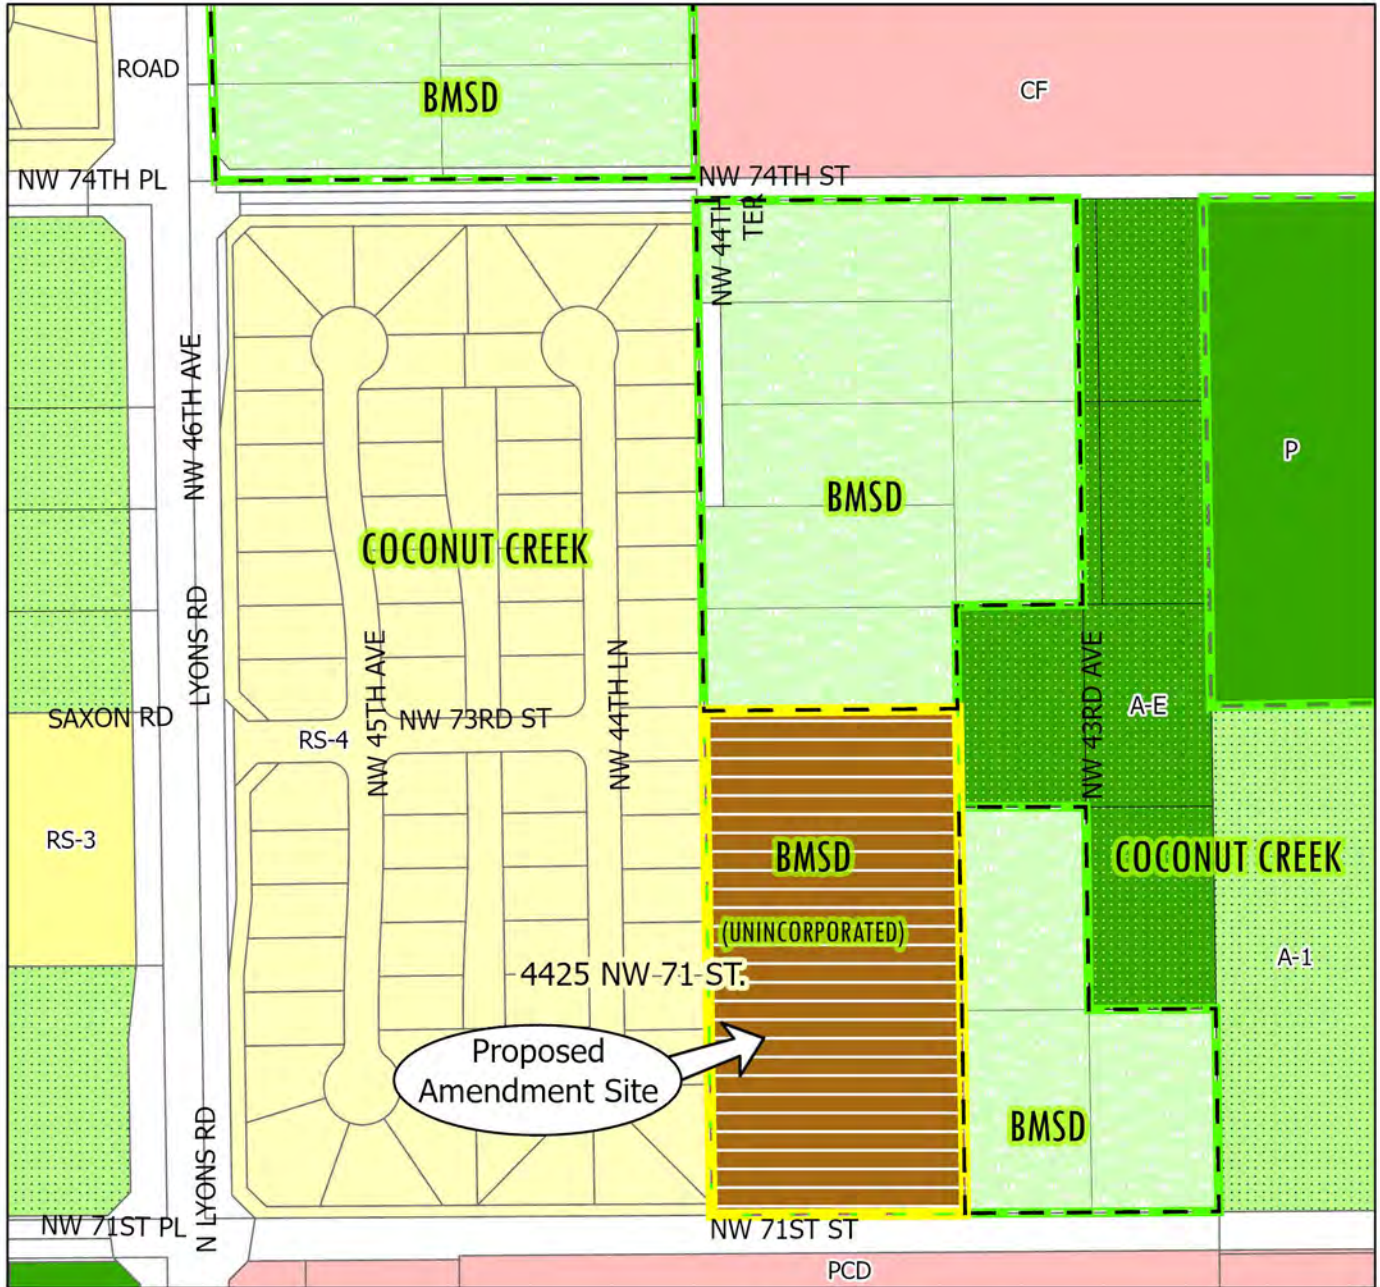 ROAD
BMSD
CF
NW 74TH PL
NW 74TH ST
NW 44TH
TER
NW 46TH AVE
P
BMSD
COCONUT CREEK
LYONS RD
NW 45TH AVE
NW 44TH LN
NW 43RD AVE
A-E
SAXON RD
NW 73RD ST
RS-4
RS-3
BMSD
COCONUT CREEK
(UNINCORPORATED)
A-1
4425 NW 71 ST.
Proposed
Amendment Site
BMSD
N LYONS RD
NW 71ST PL
NW 71ST ST
PCD